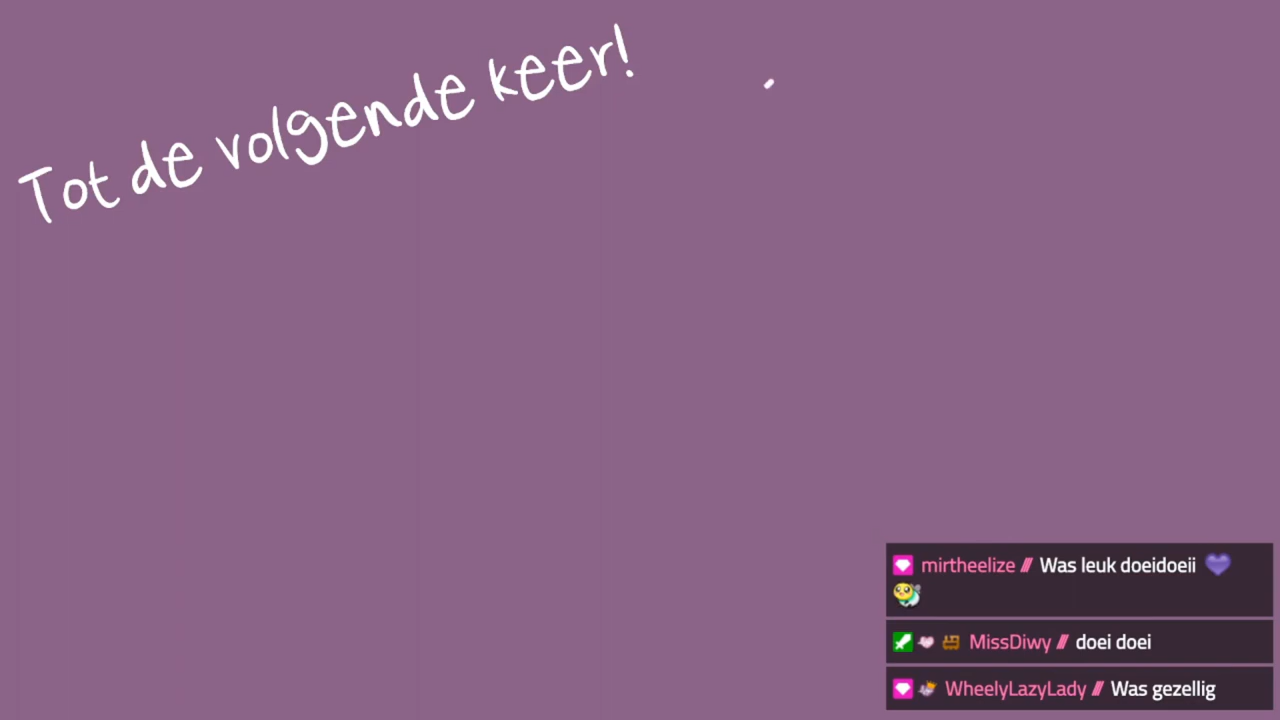 Tot de volgende keer!
mirtheelize /// Was leuk doeidoeii 💜
MissDiwy /// doei doei
WheelyLazyLady /// Was gezellig